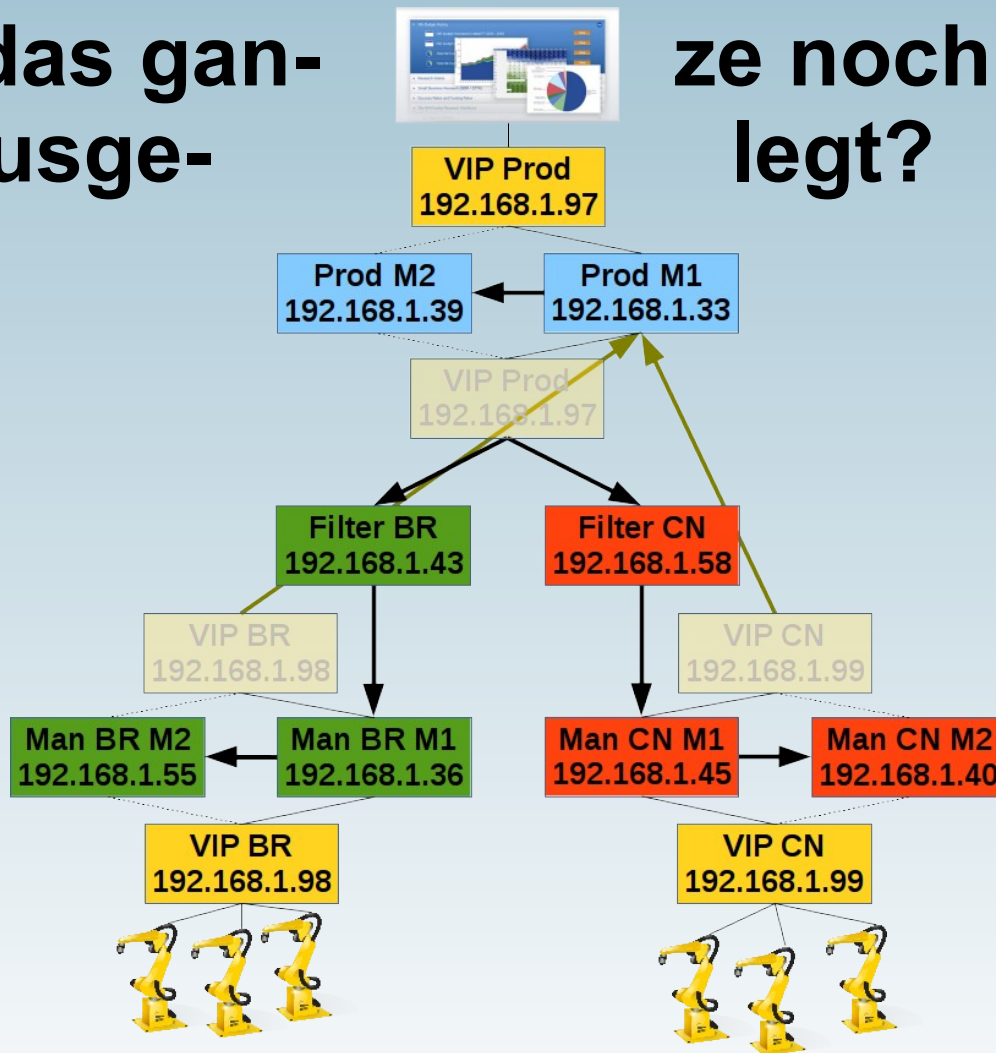 das gan- ze noch
usge- legt?
VIP Prod
192.168.1.97
Prod M2
192.168.1.39
Prod M1
192.168.1.33
VIP Prod
192.168.1.97
Filter BR
192.168.1.43
Filter CN
192.168.1.58
VIP BR
192.168.1.98
VIP CN
192.168.1.99
Man BR M2
192.168.1.55
Man BR M1
192.168.1.36
Man CN M1
192.168.1.45
Man CN M2
192.168.1.40
VIP BR
192.168.1.98
VIP CN
192.168.1.99